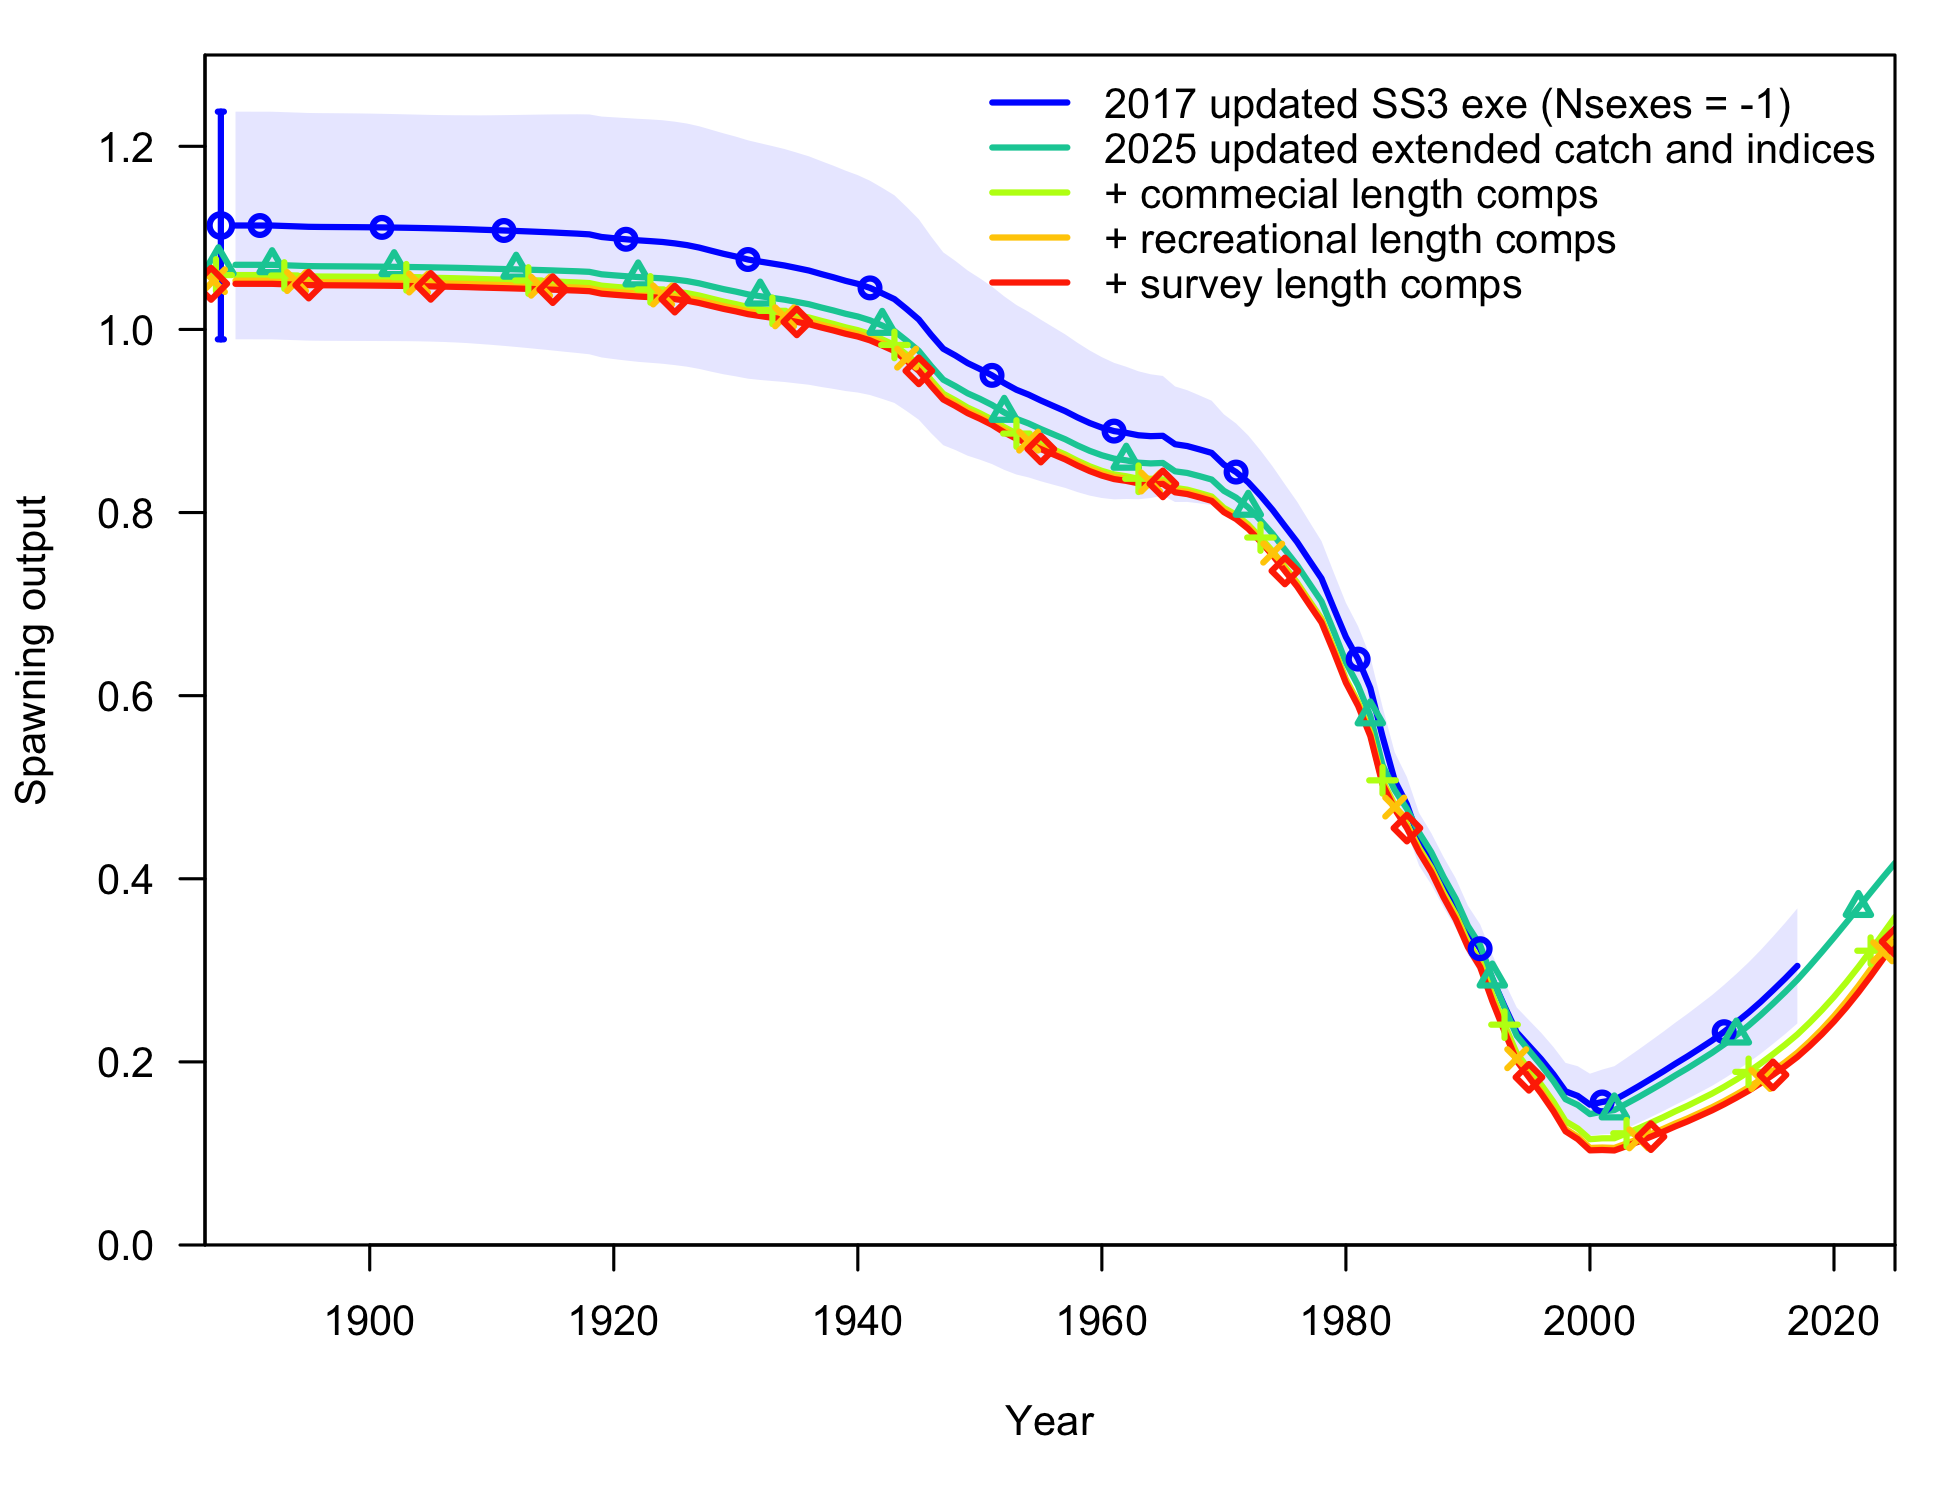 2017 updated SS3 exe (Nsexes = -1)
2025 updated extended catch and indices
+ commecial length comps
+ recreational length comps
+ survey length comps
Spawning output
1.2
1.0
0.8
0.6
0.4
0.2
0.0
1900 1920 1940 1960 1980 2000 2020
Year